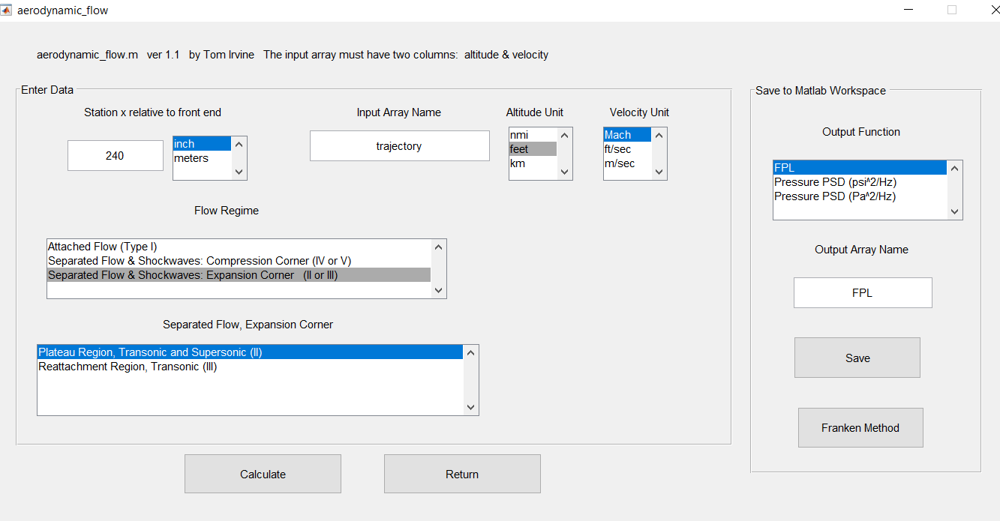 aerodynamic_flow
aerodynamic_flow.m ver 1.1 by Tom Irvine The input array must have two columns: altitude & velocity
Enter Data
Station x relative to front end
240
inch
meters
Input Array Name
trajectory
Altitude Unit
nmi
feet
km
Velocity Unit
Mach
ft/sec
m/sec
Flow Regime
Attached Flow (Type I)
Separated Flow & Shockwaves: Compression Corner (IV or V)
Separated Flow & Shockwaves: Expansion Corner (II or III)
Separated Flow, Expansion Corner
Plateau Region, Transonic and Supersonic (II)
Reattachment Region, Transonic (III)
Calculate
Return
Save to Matlab Workspace
Output Function
FPL
Pressure PSD (psi^2/Hz)
Pressure PSD (Pa^2/Hz)
Output Array Name
FPL
Save
Franken Method